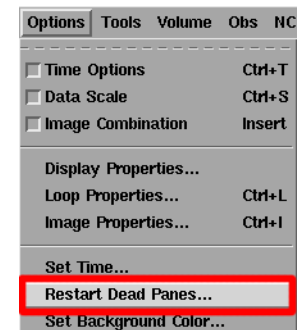 Options Tools Volume Obs NC
Time Options Ctrl+T
Data Scale Ctrl+S
Image Combination Insert
Display Properties...
Loop Properties... Ctrl+L
Image Properties... Ctrl+I
Set Time...
Restart Dead Panes...
Set Background Color...